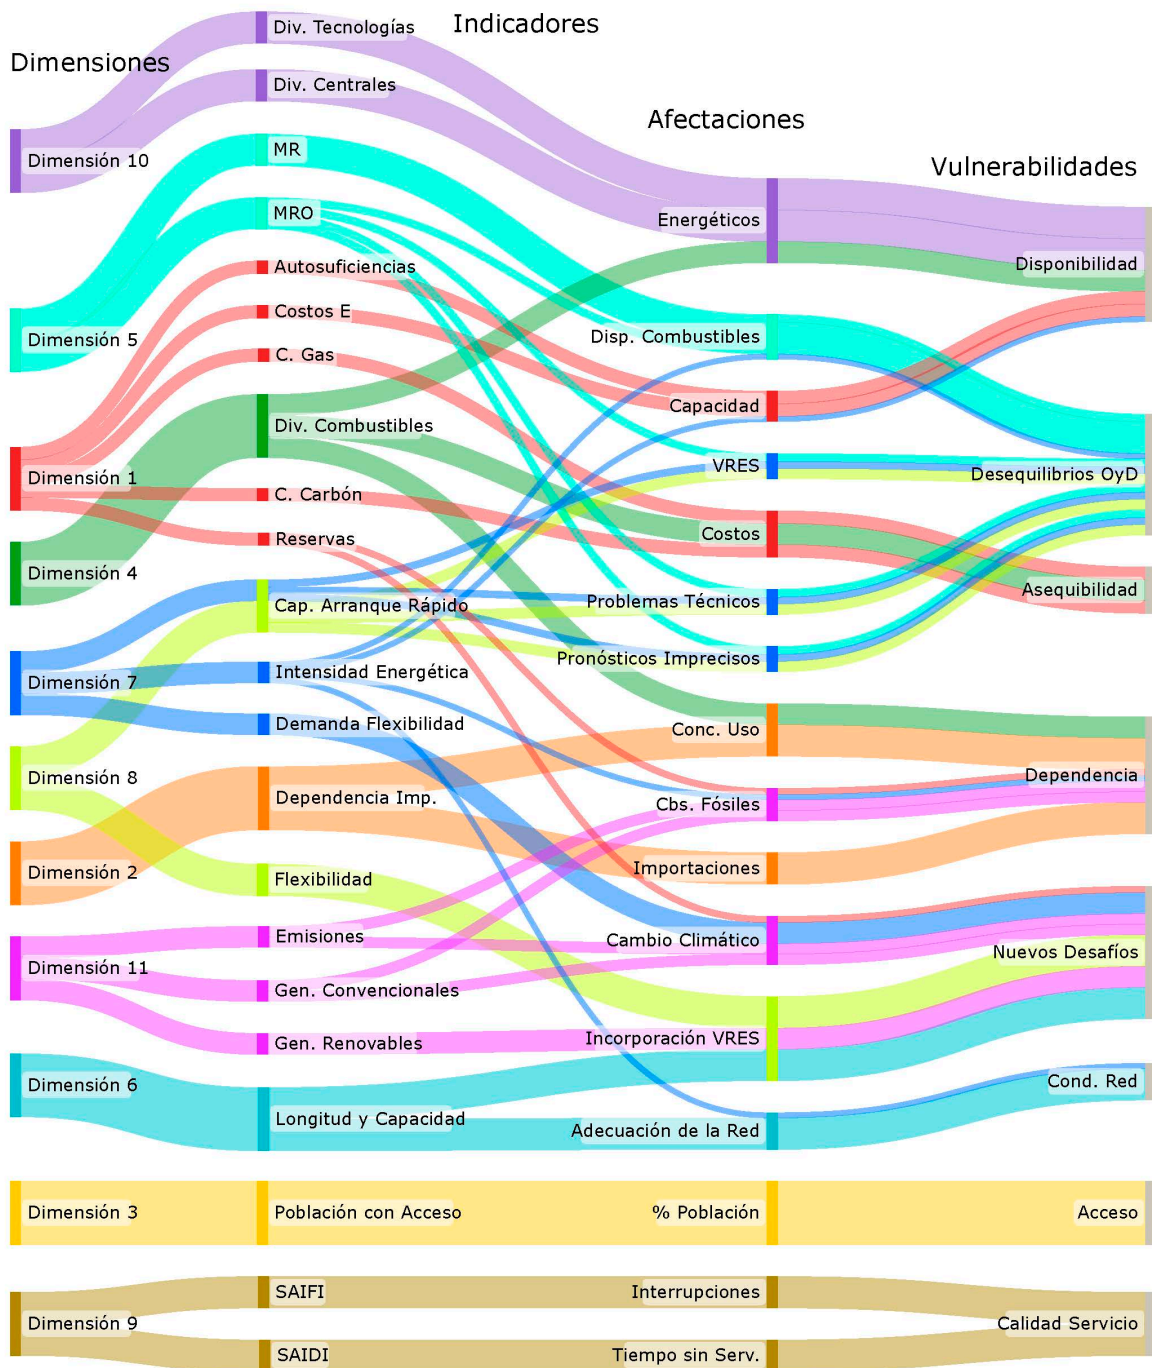 Dimensiones
Indicadores
Afectaciones
Vulnerabilidades
Dimensión 10
Dimensión 5
Dimensión 1
Dimensión 4
Dimensión 7
Dimensión 8
Dimensión 2
Dimensión 11
Dimensión 6
Dimensión 3
Dimensión 9
Div. Tecnologías
Div. Centrales
MR
MRO
Autosuficiencias
Costos E
C. Gas
Div. Combustibles
C. Carbón
Reservas
Cap. Arranque Rápido
Intensidad Energética
Demanda Flexibilidad
Dependencia Imp.
Flexibilidad
Emisiones
Gen. Convencionales
Gen. Renovables
Longitud y Capacidad
Población con Acceso
SAIFI
SAIDI
Energéticos
Disp. Combustibles
Capacidad
VRES
Costos
Problemas Técnicos
Pronósticos Imprecisos
Conc. Uso
Cbs. Fósiles
Importaciones
Cambio Climático
Incorporación VRES
Adecuación de la Red
% Población
Interrupciones
Tiempo sin Serv.
Disponibilidad
Desequilibrios OyD
Asequibilidad
Dependencia
Nuevos Desafíos
Cond. Red
Acceso
Calidad Servicio